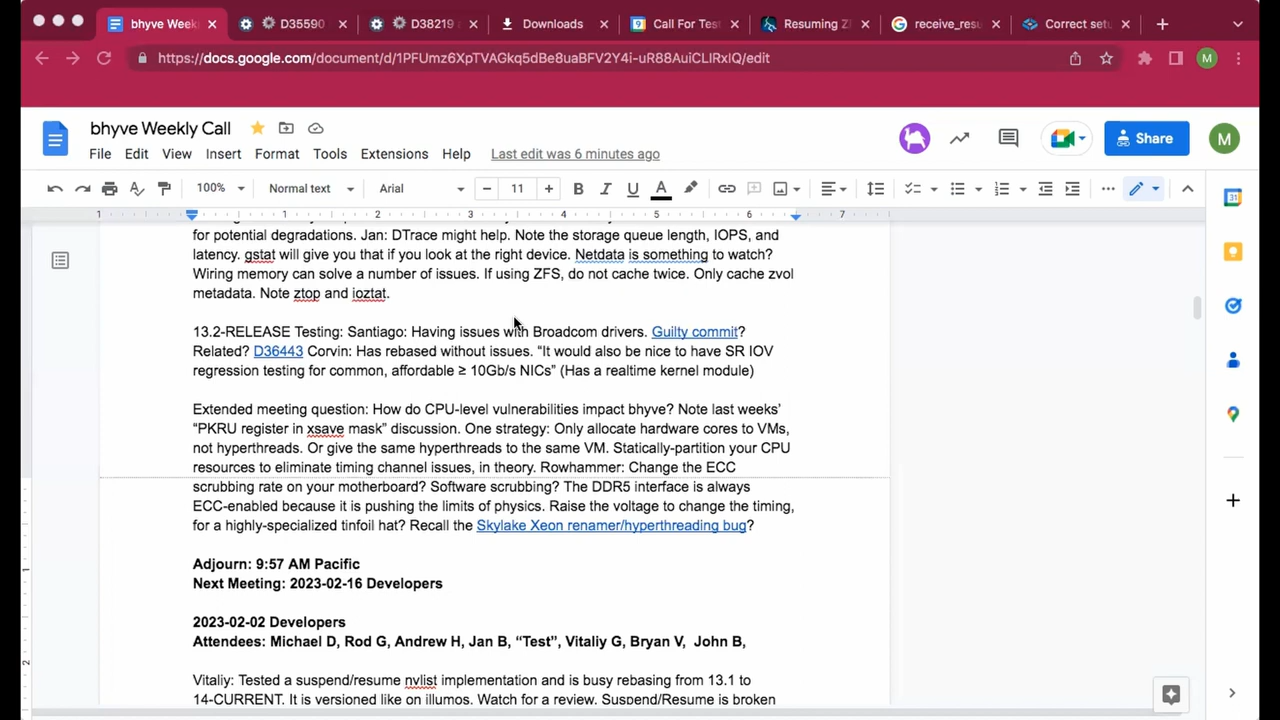 bhyve Weekl
D35590
D38219
Downloads
Call For Tes
Resuming Z
receive_resu
Correct setu
https://docs.google.com/document/d/1PFUmz6XpTVAGkq5dBe8uaBFV2Y4i-uR88AuiCLIRxIQ/edit
M
bhyve Weekly Call
Share
M
File Edit View Insert Format Tools Extensions Help Last edit was 6 minutes ago
100% Normal text Arial 11 B I U A
1 1 2 3 4 5 6 7
for potential degradations. Jan: DTrace might help. Note the storage queue length, IOPS, and
latency. gstat will give you that if you look at the right device. Netdata is something to watch?
Wiring memory can solve a number of issues. If using ZFS, do not cache twice. Only cache zvol
metadata. Note ztop and ioztat.
13.2-RELEASE Testing: Santiago: Having issues with Broadcom drivers. Guilty commit?
Related? D36443 Corvin: Has rebased without issues. “It would also be nice to have SR IOV
regression testing for common, affordable ≥ 10Gb/s NICs” (Has a realtime kernel module)
Extended meeting question: How do CPU-level vulnerabilities impact bhyve? Note last weeks’
“PKRU register in xsave mask” discussion. One strategy: Only allocate hardware cores to VMs,
not hyperthreads. Or give the same hyperthreads to the same VM. Statically-partition your CPU
resources to eliminate timing channel issues, in theory. Rowhammer: Change the ECC
scrubbing rate on your motherboard? Software scrubbing? The DDR5 interface is always
ECC-enabled because it is pushing the limits of physics. Raise the voltage to change the timing,
for a highly-specialized tinfoil hat? Recall the Skylake Xeon renamer/hyperthreading bug?
Adjourn: 9:57 AM Pacific
Next Meeting: 2023-02-16 Developers
2023-02-02 Developers
Attendees: Michael D, Rod G, Andrew H, Jan B, “Test”, Vitaliy G, Bryan V, John B,
Vitaliy: Tested a suspend/resume nvlist implementation and is busy rebasing from 13.1 to
14-CURRENT. It is versioned like on illumos. Watch for a review. Suspend/Resume is broken
1
2